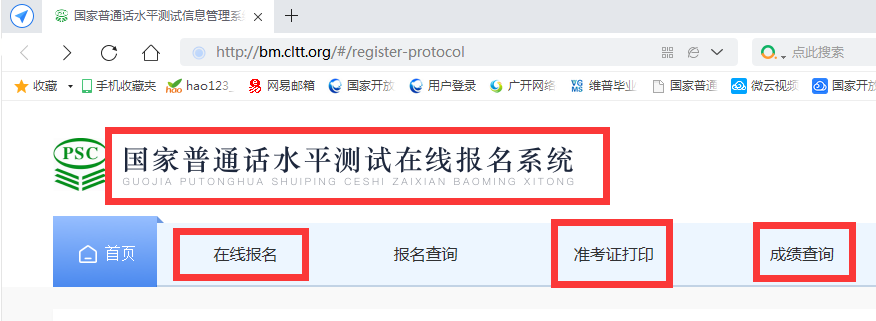 国家普通话水平测试信息管理系
http://bm.cltt.org/#/register-protocol
点此搜索
收藏 手机收藏夹 hao123_ 网易邮箱 国家开放 用户登录 广开网络 维普毕业 国家普通 微云视频 国家开放
PSC 国家普通话水平测试在线报名系统
GUOJIA PUTONGHUA SHUIPING CESHI ZAIXIAN BAOMING XITONG
首页 在线报名 报名查询 准考证打印 成绩查询